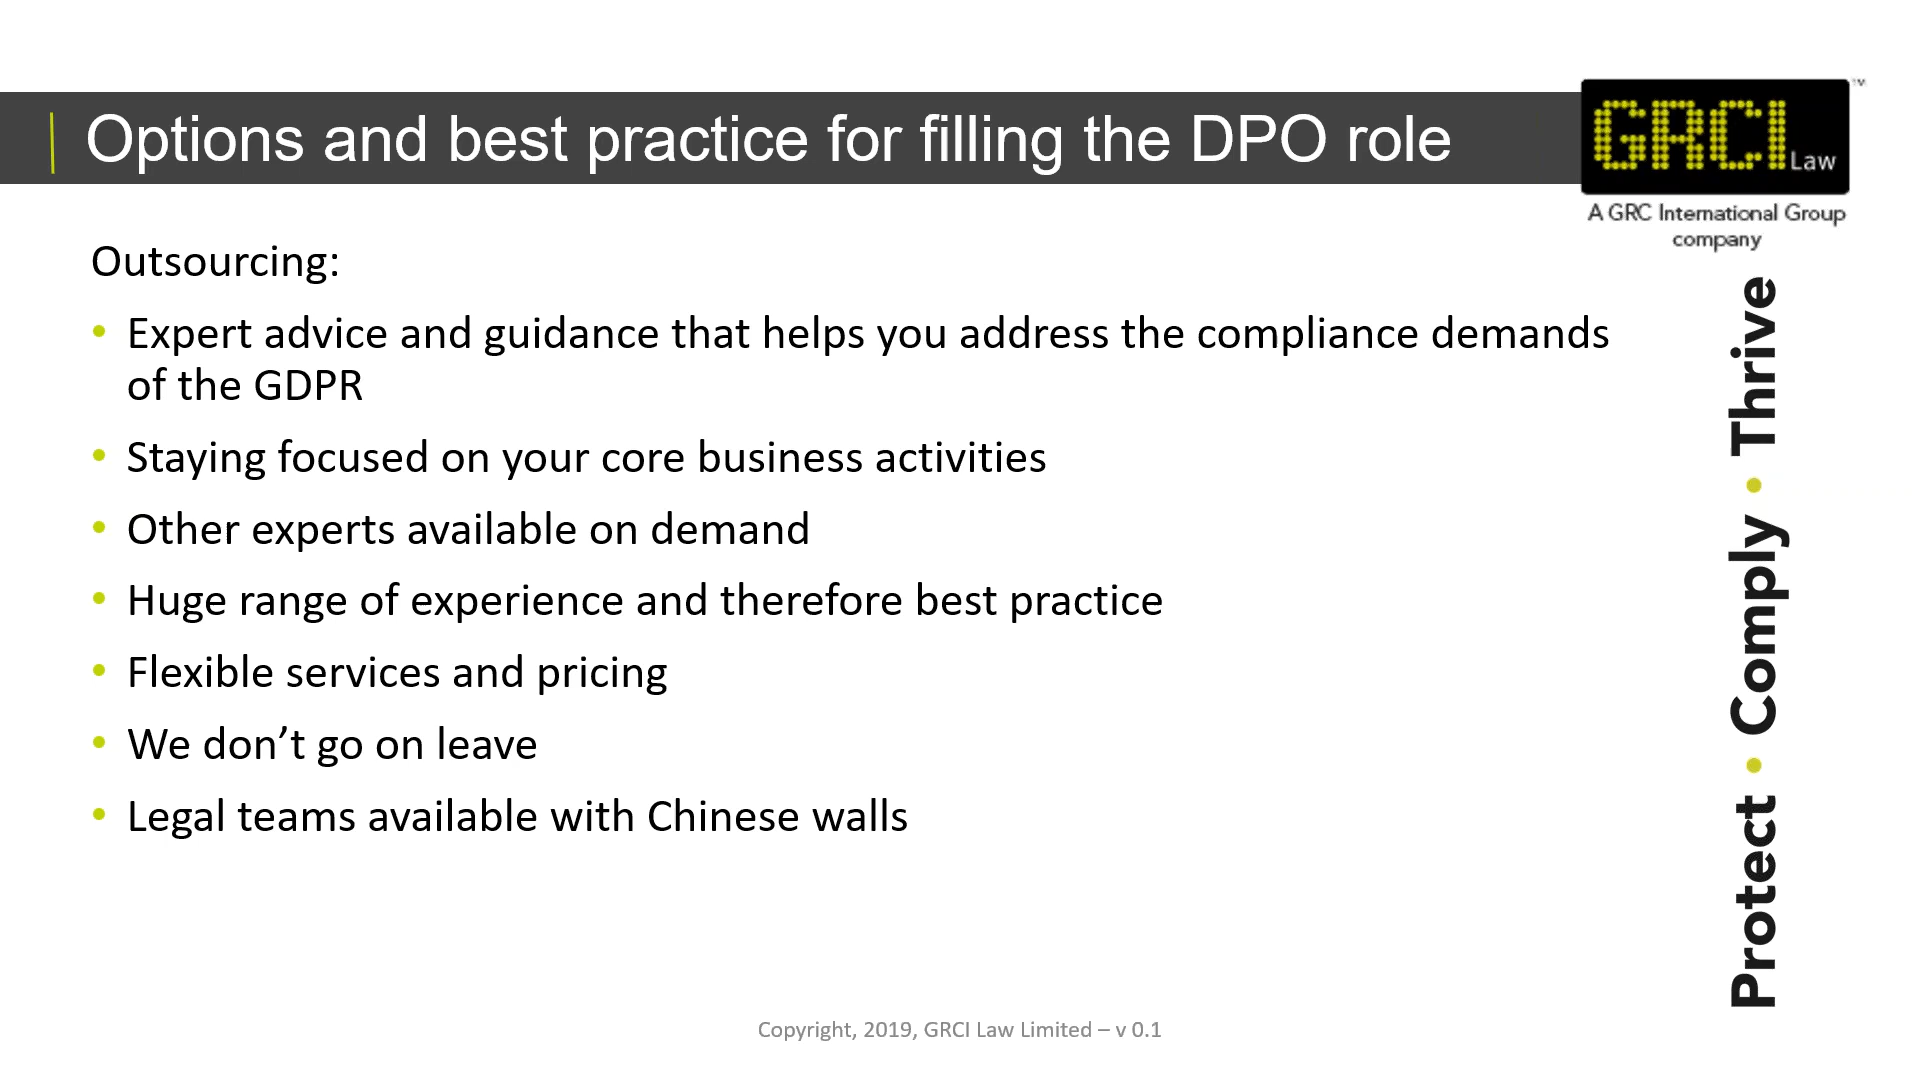 Options and best practice for filling the DPO role
GRCI Law
™
A GRC International Group
company
Outsourcing:
• Expert advice and guidance that helps you address the compliance demands
of the GDPR
• Staying focused on your core business activities
• Other experts available on demand
• Huge range of experience and therefore best practice
• Flexible services and pricing
• We don’t go on leave
• Legal teams available with Chinese walls
Protect • Comply • Thrive
Copyright, 2019, GRCI Law Limited – v 0.1